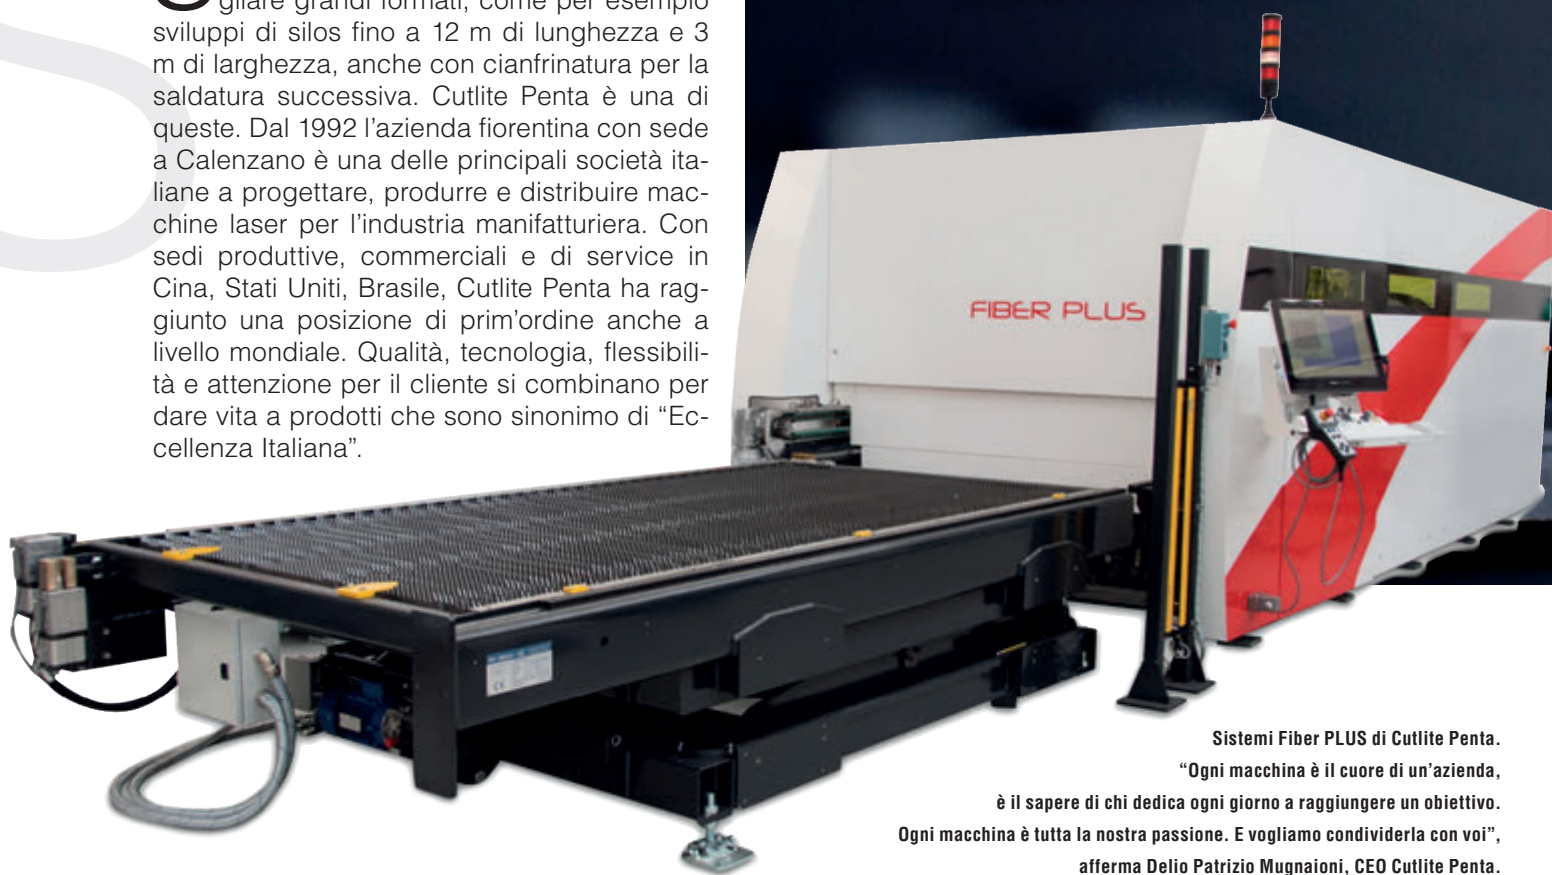 gliare grandi formati, come per esempio
sviluppi di silos fino a 12 m di lunghezza e 3
m di larghezza, anche con cianfrinatura per la
saldatura successiva. Cutlite Penta è una di
queste. Dal 1992 l’azienda fiorentina con sede
a Calenzano è una delle principali società ita-
liane a progettare, produrre e distribuire mac-
chine laser per l’industria manifatturiera. Con
sedi produttive, commerciali e di service in
Cina, Stati Uniti, Brasile, Cutlite Penta ha rag-
giunto una posizione di prim’ordine anche a
livello mondiale. Qualità, tecnologia, flessibili-
tà e attenzione per il cliente si combinano per
dare vita a prodotti che sono sinonimo di “Ec-
cellenza Italiana”.
FIBER PLUS
Sistemi Fiber PLUS di Cutlite Penta.
“Ogni macchina è il cuore di un’azienda,
è il sapere di chi dedica ogni giorno a raggiungere un obiettivo.
Ogni macchina è tutta la nostra passione. E vogliamo condividerla con voi”,
afferma Delio Patrizio Mugnaioni, CEO Cutlite Penta.